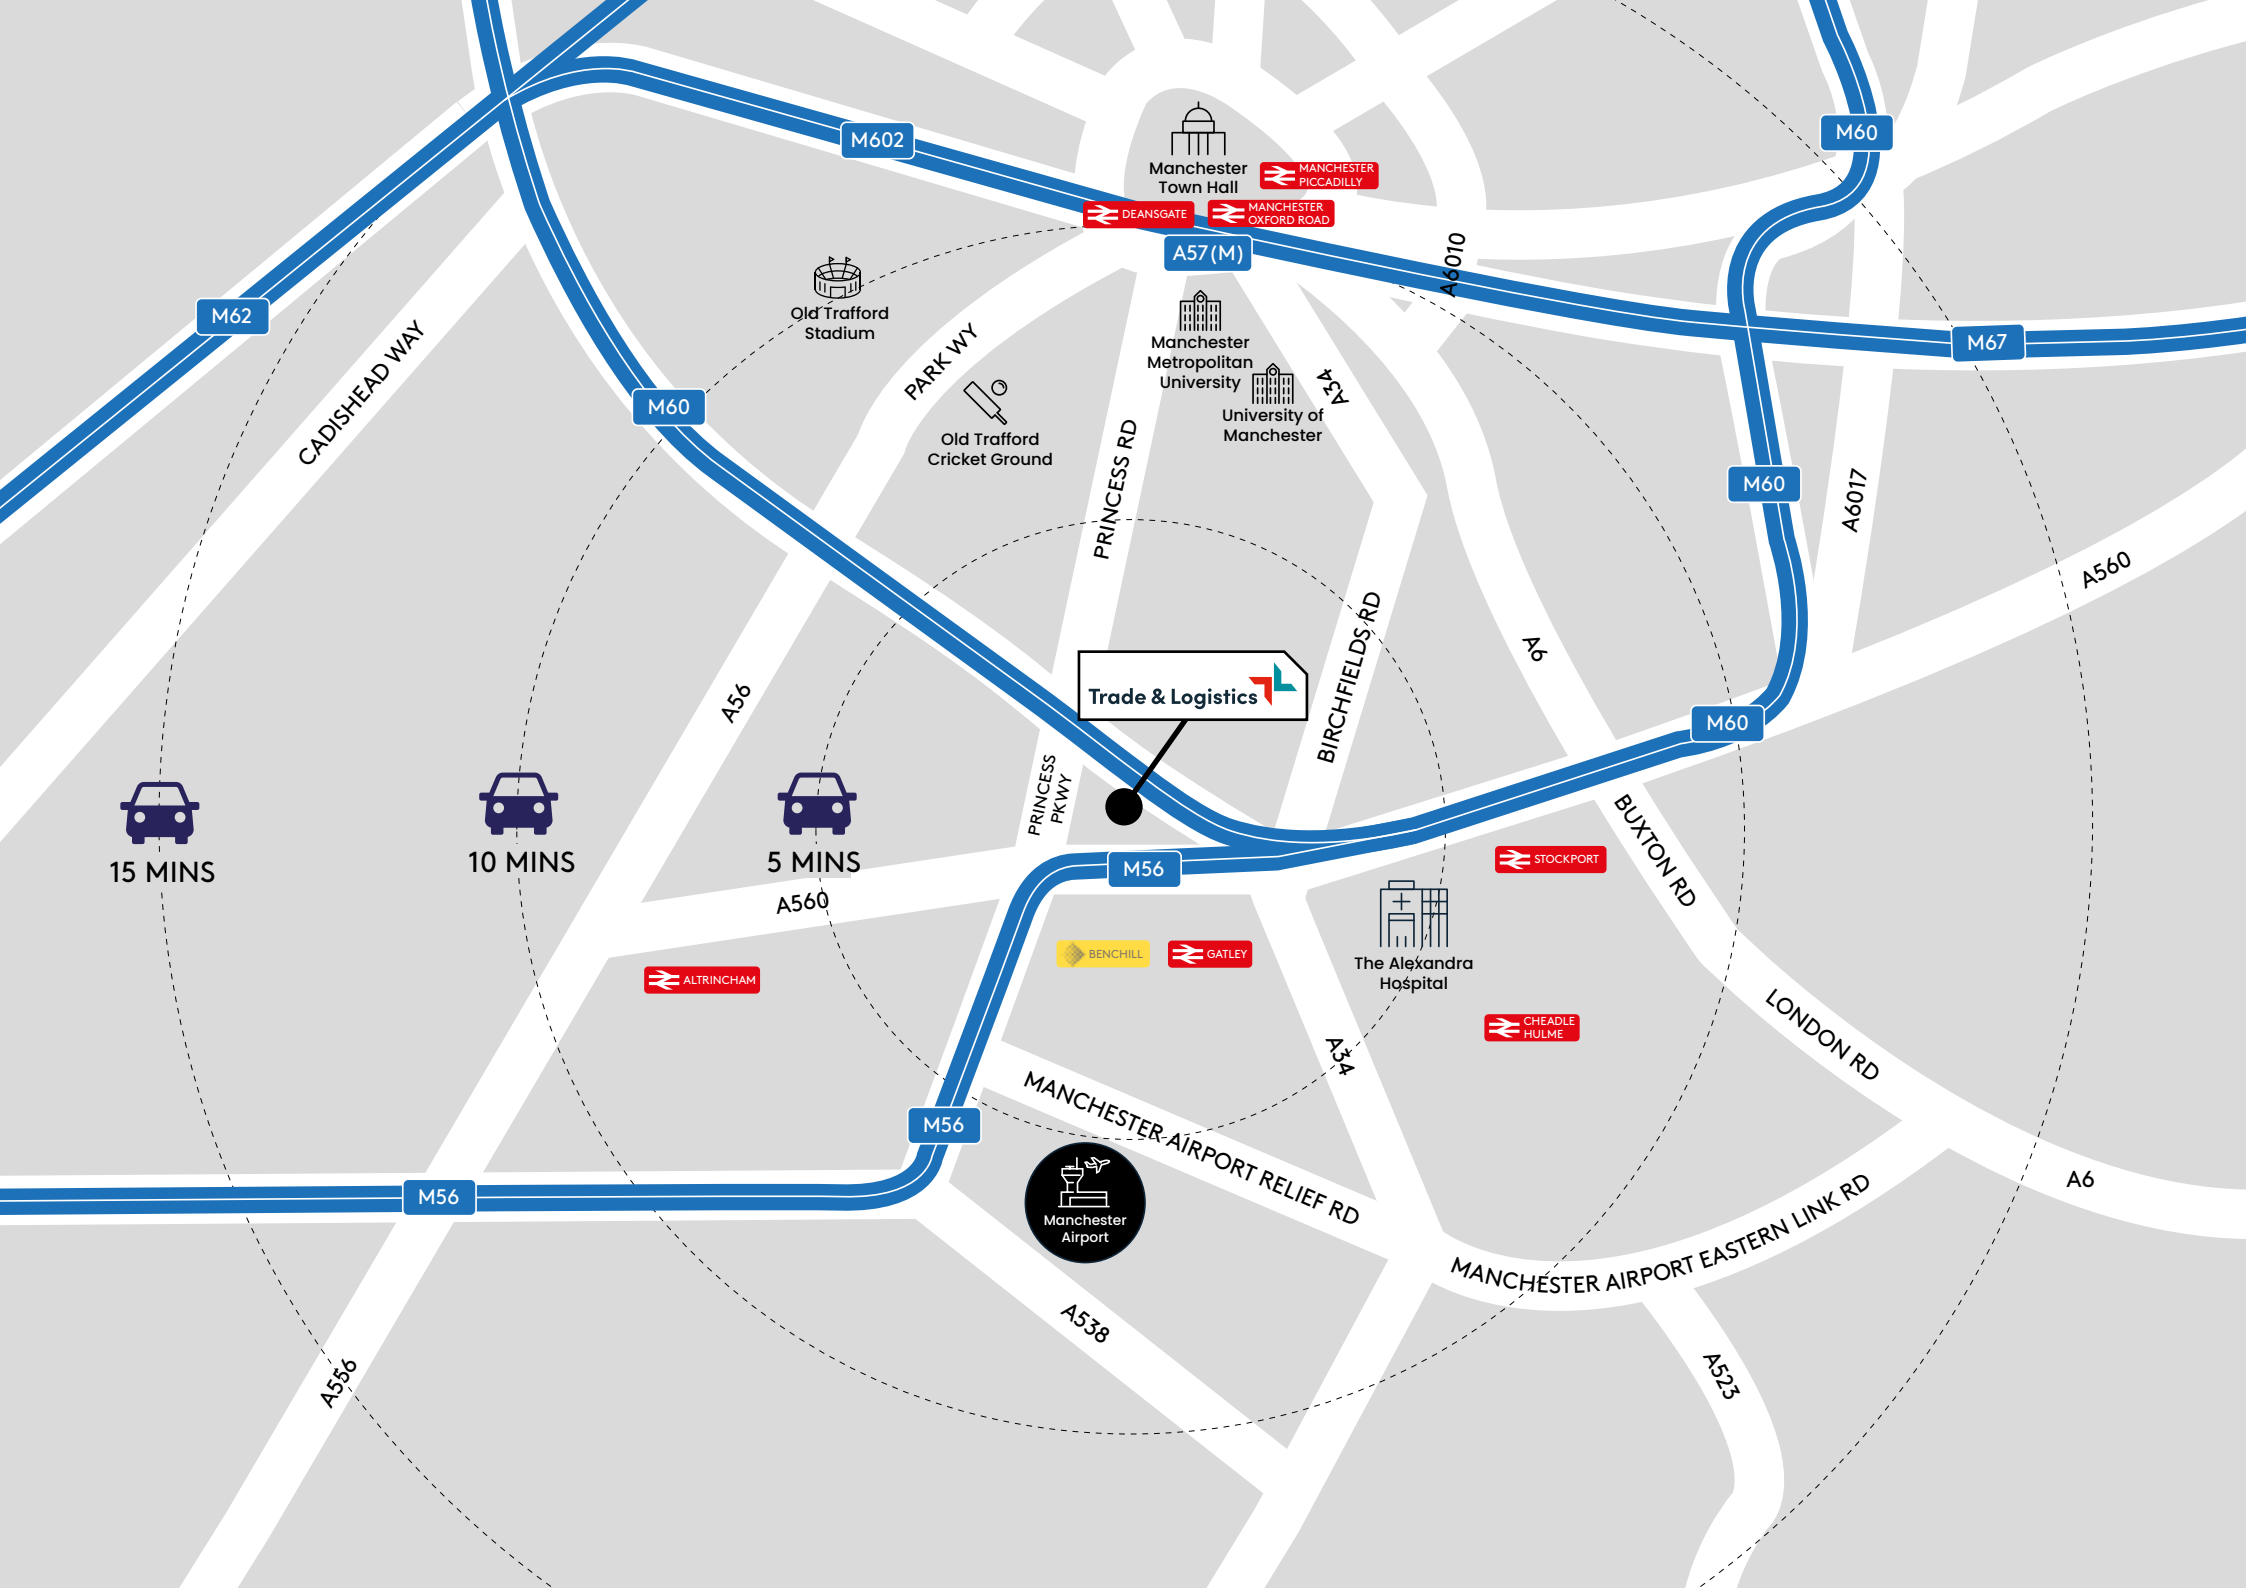 M60
M602
Manchester
Town Hall
MANCHESTER
PICCADILLY
DEANSGATE
MANCHESTER
OXFORD ROAD
A57(M)
A6010
M62
CADISHEAD WAY
Old Trafford
Stadium
PARK WY
Manchester
Metropolitan
University
M67
A34
University of
Manchester
M60
Old Trafford
Cricket Ground
PRINCESS RD
M60
A6017
A560
BIRCHFIELDS RD
A6
A56
Trade & Logistics
M60
PRINCESS
PKWY
15 MINS
10 MINS
5 MINS
M56
BUXTON RD
STOCKPORT
A560
BENCHILL
GATLEY
The Alexandra
Hospital
ALTRINCHAM
CHEADLE
HULME
LONDON RD
A34
MANCHESTER AIRPORT RELIEF RD
M56
M56
Manchester
Airport
A6
MANCHESTER AIRPORT EASTERN LINK RD
A538
A556
A523